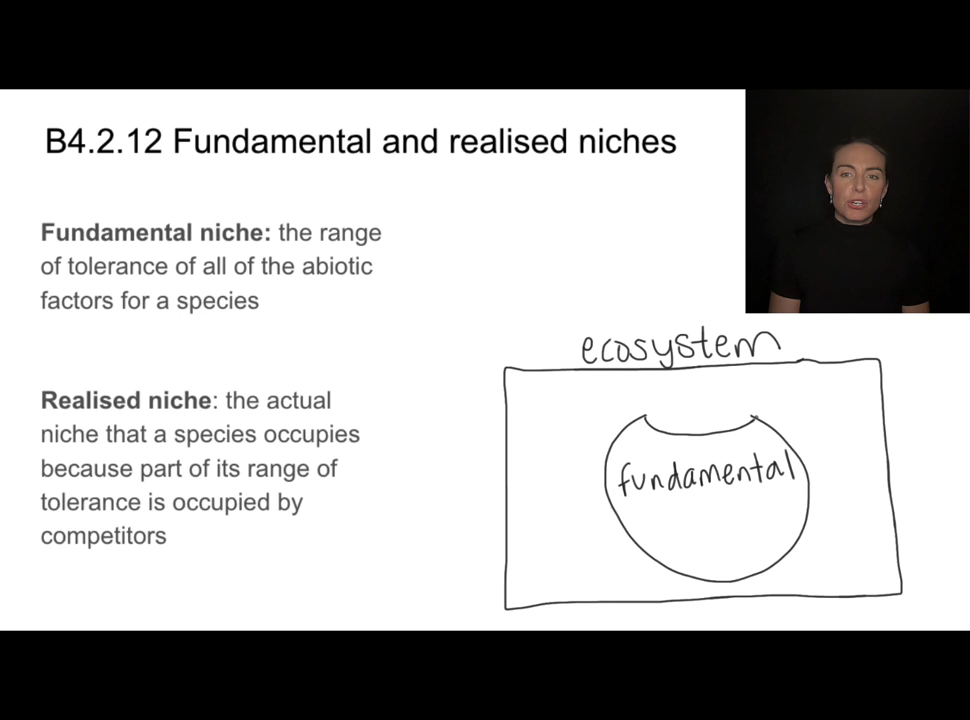 B4.2.12 Fundamental and realised niches
Fundamental niche: the range
of tolerance of all of the abiotic
factors for a species
Realised niche: the actual
niche that a species occupies
because part of its range of
tolerance is occupied by
competitors
ecosystem
fundamental